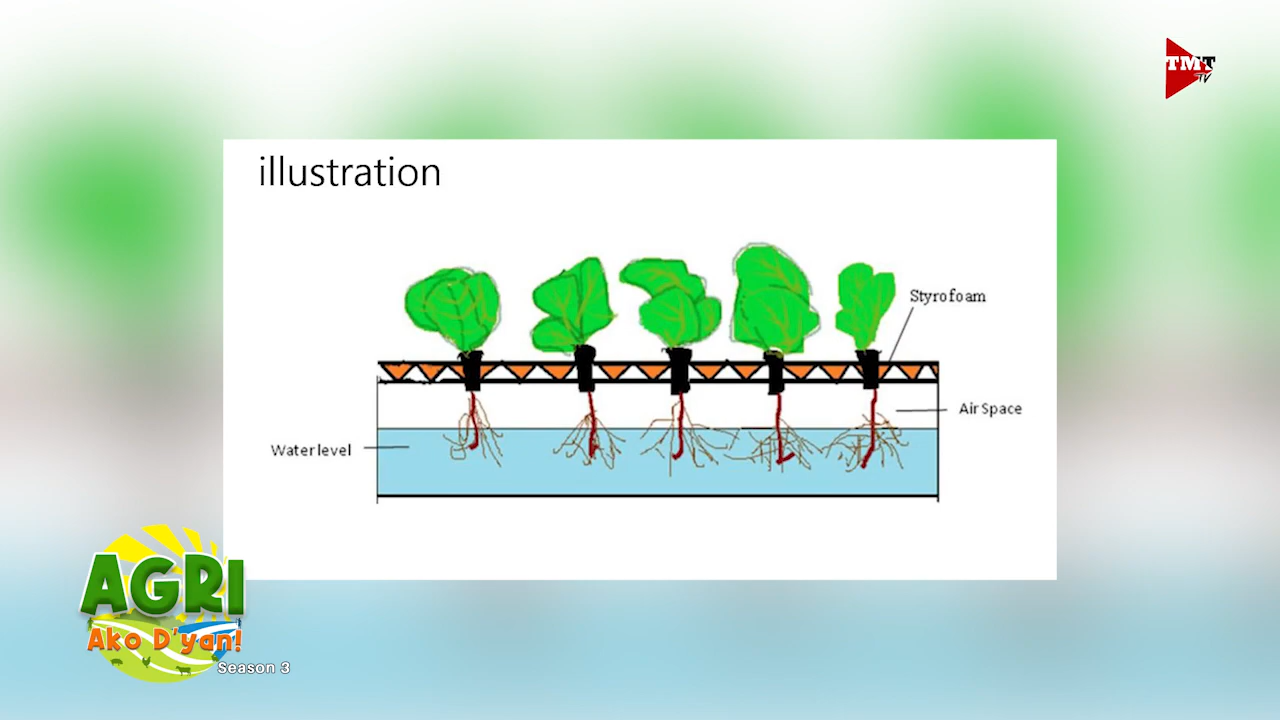 TMT
TV
illustration
Styrofoam
Air Space
Water level
AGRI
Ako D'yan!
Season 3